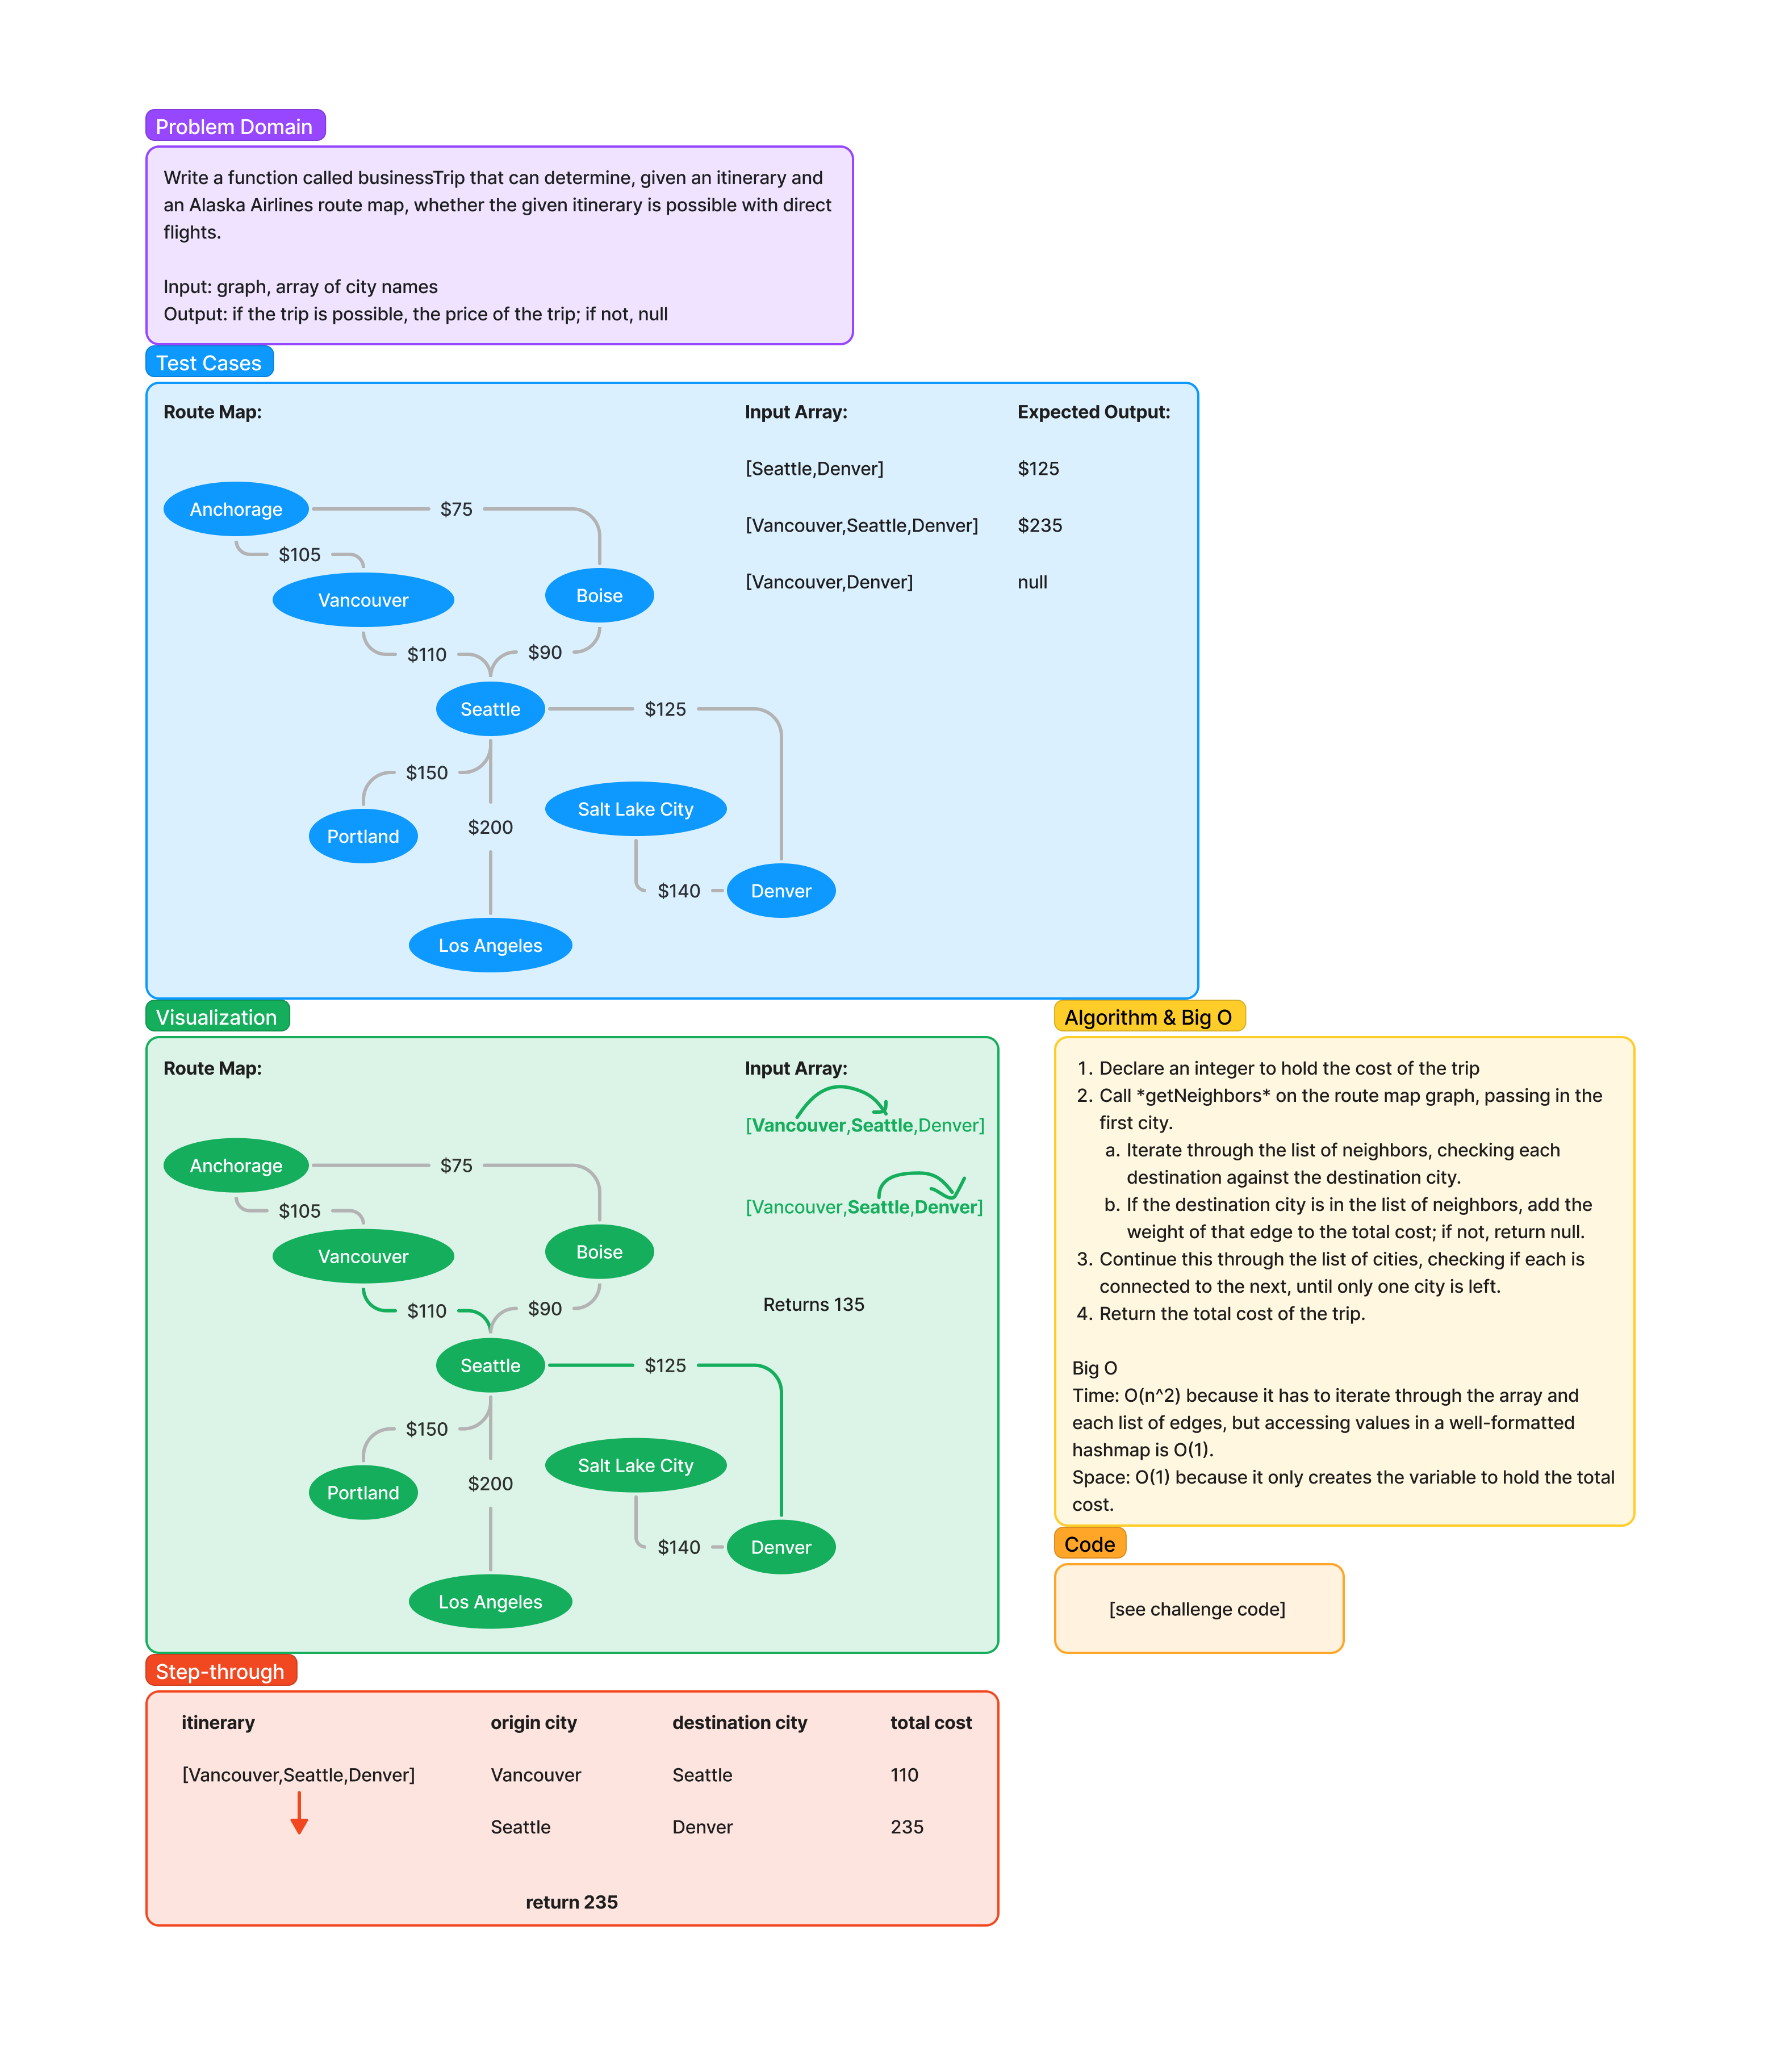 Problem Domain
Write a function called businessTrip that can determine, given an itinerary and
an Alaska Airlines route map, whether the given itinerary is possible with direct
flights.
Input: graph, array of city names
Output: if the trip is possible, the price of the trip; if not, null
Test Cases
Route Map:
Anchorage
$75
$105
Vancouver
Boise
$110
$90
Seattle
$125
$150
Salt Lake City
Portland
$200
$140
Denver
Los Angeles
Input Array:
Expected Output:
[Seattle,Denver]
$125
[Vancouver,Seattle,Denver]
$235
[Vancouver,Denver]
null
Visualization
Route Map:
Anchorage
$75
$105
Vancouver
Boise
$110
$90
Seattle
$125
$150
Salt Lake City
Portland
$200
$140
Denver
Los Angeles
Input Array:
[Vancouver,Seattle,Denver]
[Vancouver,Seattle,Denver]
Returns 135
Algorithm & Big O
1. Declare an integer to hold the cost of the trip
2. Call *getNeighbors* on the route map graph, passing in the
first city.
a. Iterate through the list of neighbors, checking each
destination against the destination city.
b. If the destination city is in the list of neighbors, add the
weight of that edge to the total cost; if not, return null.
3. Continue this through the list of cities, checking if each is
connected to the next, until only one city is left.
4. Return the total cost of the trip.
Big O
Time: O(n^2) because it has to iterate through the array and
each list of edges, but accessing values in a well-formatted
hashmap is O(1).
Space: O(1) because it only creates the variable to hold the total
cost.
Code
[see challenge code]
Step-through
itinerary
origin city
destination city
total cost
[Vancouver,Seattle,Denver]
Vancouver
Seattle
110
Seattle
Denver
235
return 235